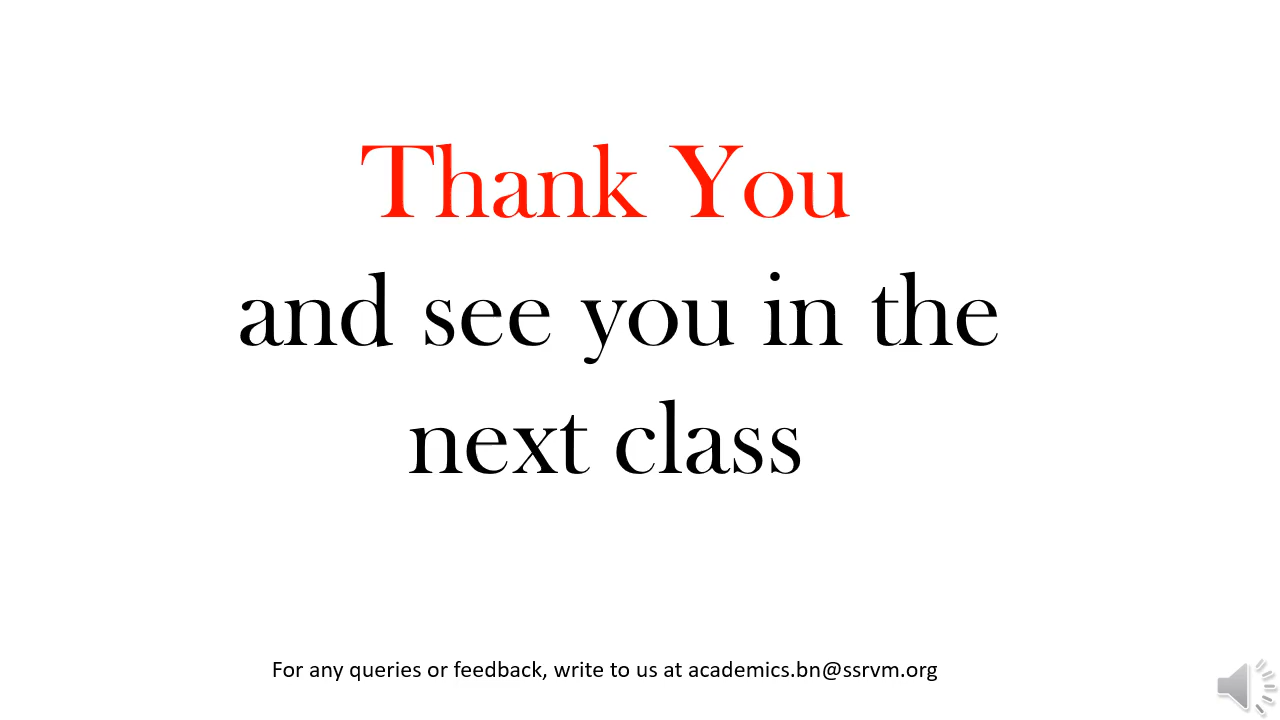 Thank You
and see you in the
next class
For any queries or feedback, write to us at academics.bn@ssrvm.org